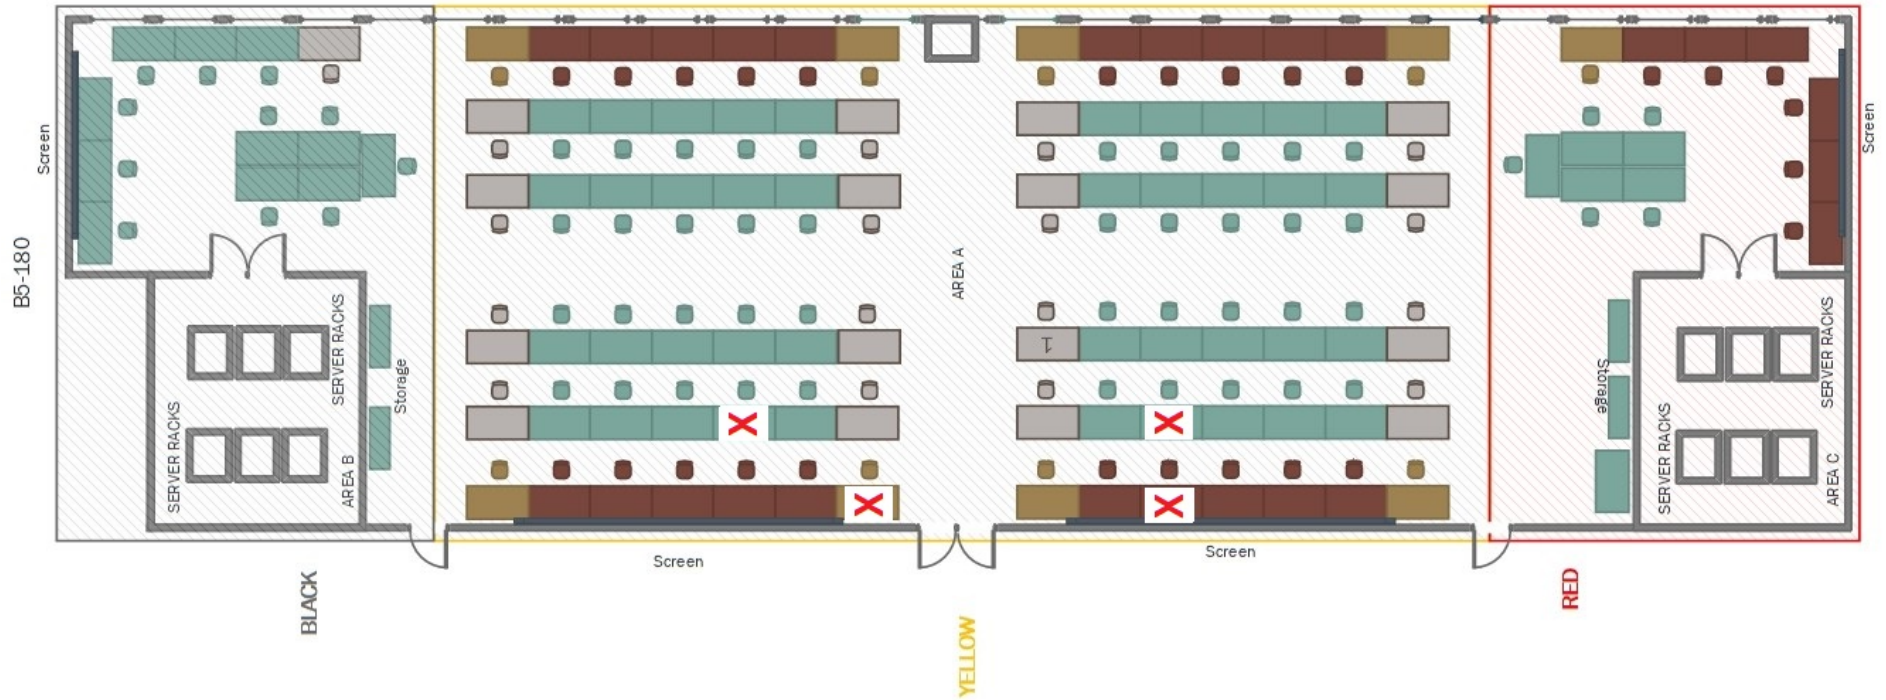 B5-180
Screen
SERVER RACKS
SERVER RACKS
AREA B
Storage
BLACK
AREA A
1
X
X
X
X
Screen
Screen
YELLOW
Screen
Storage
SERVER RACKS
SERVER RACKS
AREA C
RED